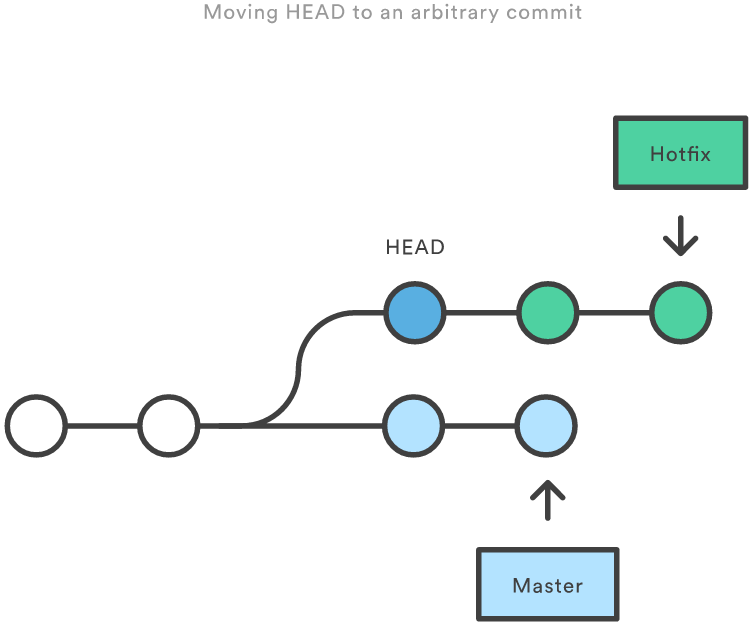 Moving HEAD to an arbitrary commit
Hotfix
HEAD
Master